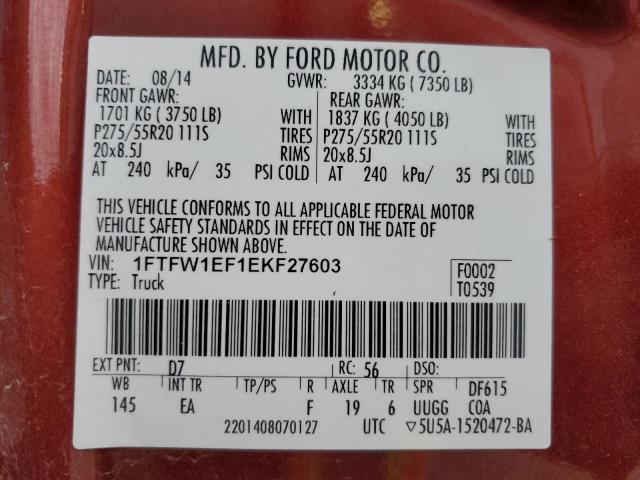 MFD. BY FORD MOTOR CO.
DATE: 08/14 GVWR: 3334 KG ( 7350 LB)
FRONT GAWR: REAR GAWR:
1701 KG ( 3750 LB) WITH 1837 KG ( 4050 LB) WITH
P275/55R20 111S TIRES P275/55R20 111S TIRES
20x8.5J RIMS 20x8.5J RIMS
AT 240 kPa/ 35 PSI COLD AT 240 kPa/ 35 PSI COLD
THIS VEHICLE CONFORMS TO ALL APPLICABLE FEDERAL MOTOR
VEHICLE SAFETY STANDARDS IN EFFECT ON THE DATE OF
MANUFACTURE SHOWN ABOVE.
VIN: 1FTFW1EF1EKF27603 F0002
TYPE: Truck T0539
EXT PNT: D7 RC: 56 DSO:
WB INT TR TP/PS R AXLE TR SPR DF615
145 EA F 19 6 UUGG COA
2201408070127 UTC ▽5U5A-1520472-BA